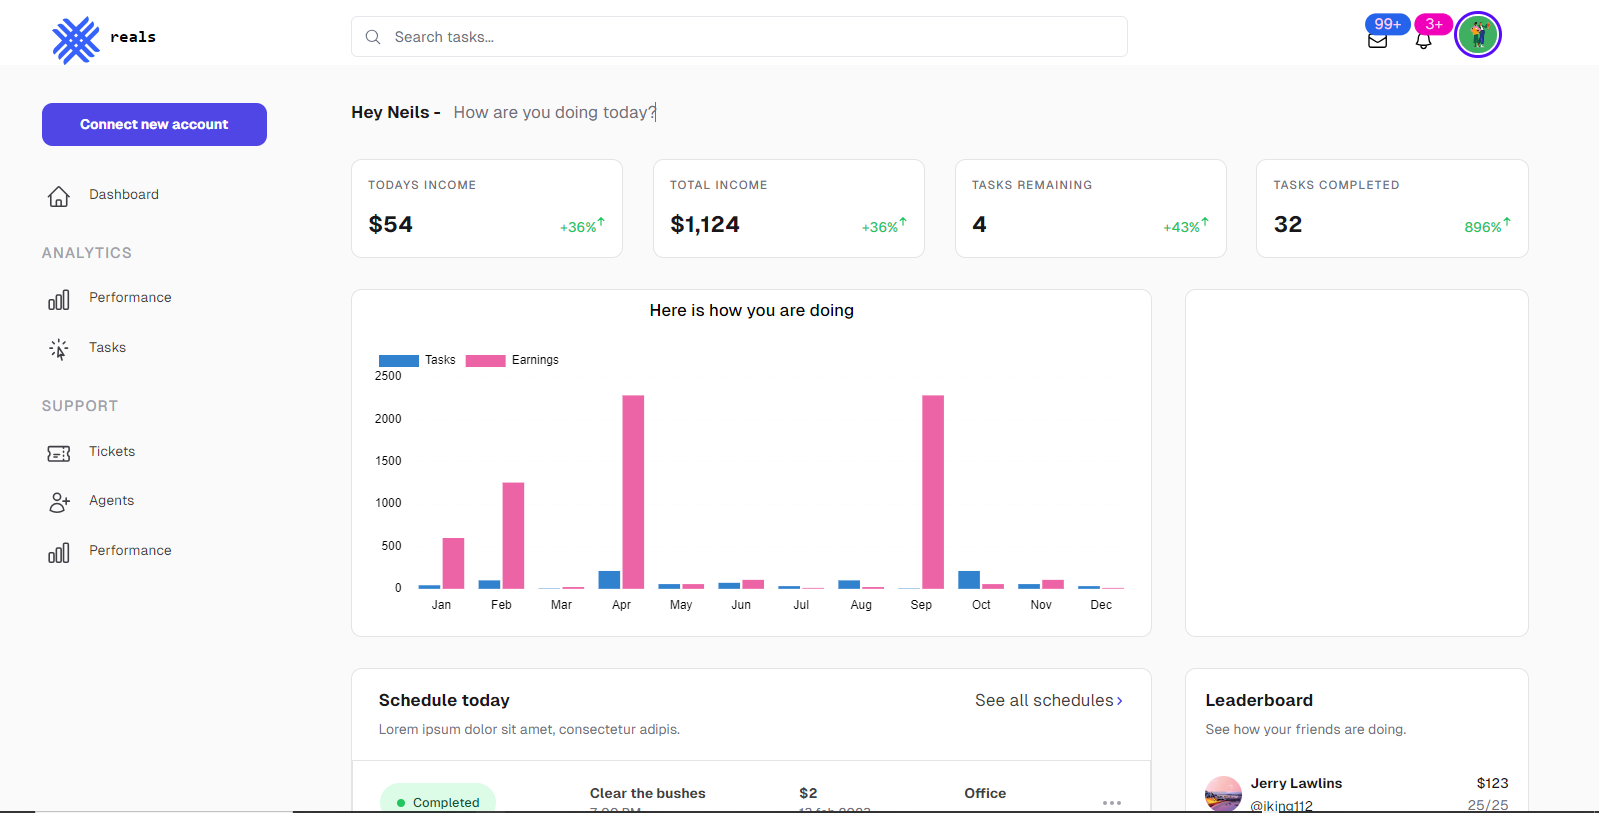 reals
Search tasks...
99+
3+
Connect new account
Dashboard
ANALYTICS
Performance
Tasks
SUPPORT
Tickets
Agents
Performance
Hey Neils - How are you doing today?
TODAYS INCOME
$54
+36%↑
TOTAL INCOME
$1,124
+36%↑
TASKS REMAINING
4
+43%↑
TASKS COMPLETED
32
896%↑
Here is how you are doing
Tasks Earnings
2500
2000
1500
1000
500
0
Jan Feb Mar Apr May Jun Jul Aug Sep Oct Nov Dec
Schedule today
See all schedules ›
Lorem ipsum dolor sit amet, consectetur adipis.
Completed
Clear the bushes
7:00 PM
$2
Office
Leaderboard
See how your friends are doing.
Jerry Lawlins
$123
@jking112
25/25